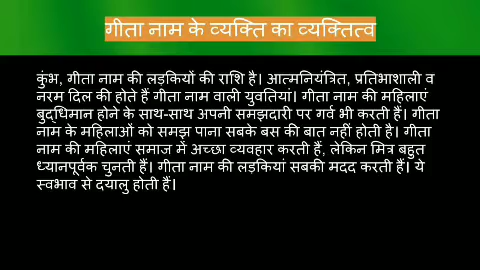 गीता नाम के व्यक्ति का व्यक्तित्व
कुंभ, गीता नाम की लड़कियों की राशि है। आत्मनियंत्रित, प्रतिभाशाली व
नरम दिल की होते हैं गीता नाम वाली युवतियां। गीता नाम की महिलाएं
बुद्धिमान होने के साथ-साथ अपनी समझदारी पर गर्व भी करती हैं। गीता
नाम के महिलाओं को समझ पाना सबके बस की बात नहीं होती है। गीता
नाम की महिलाएं समाज में अच्छा व्यवहार करती हैं, लेकिन मित्र बहुत
ध्यानपूर्वक चुनती हैं। गीता नाम की लड़कियां सबकी मदद करती हैं। ये
स्वभाव से दयालु होती हैं।